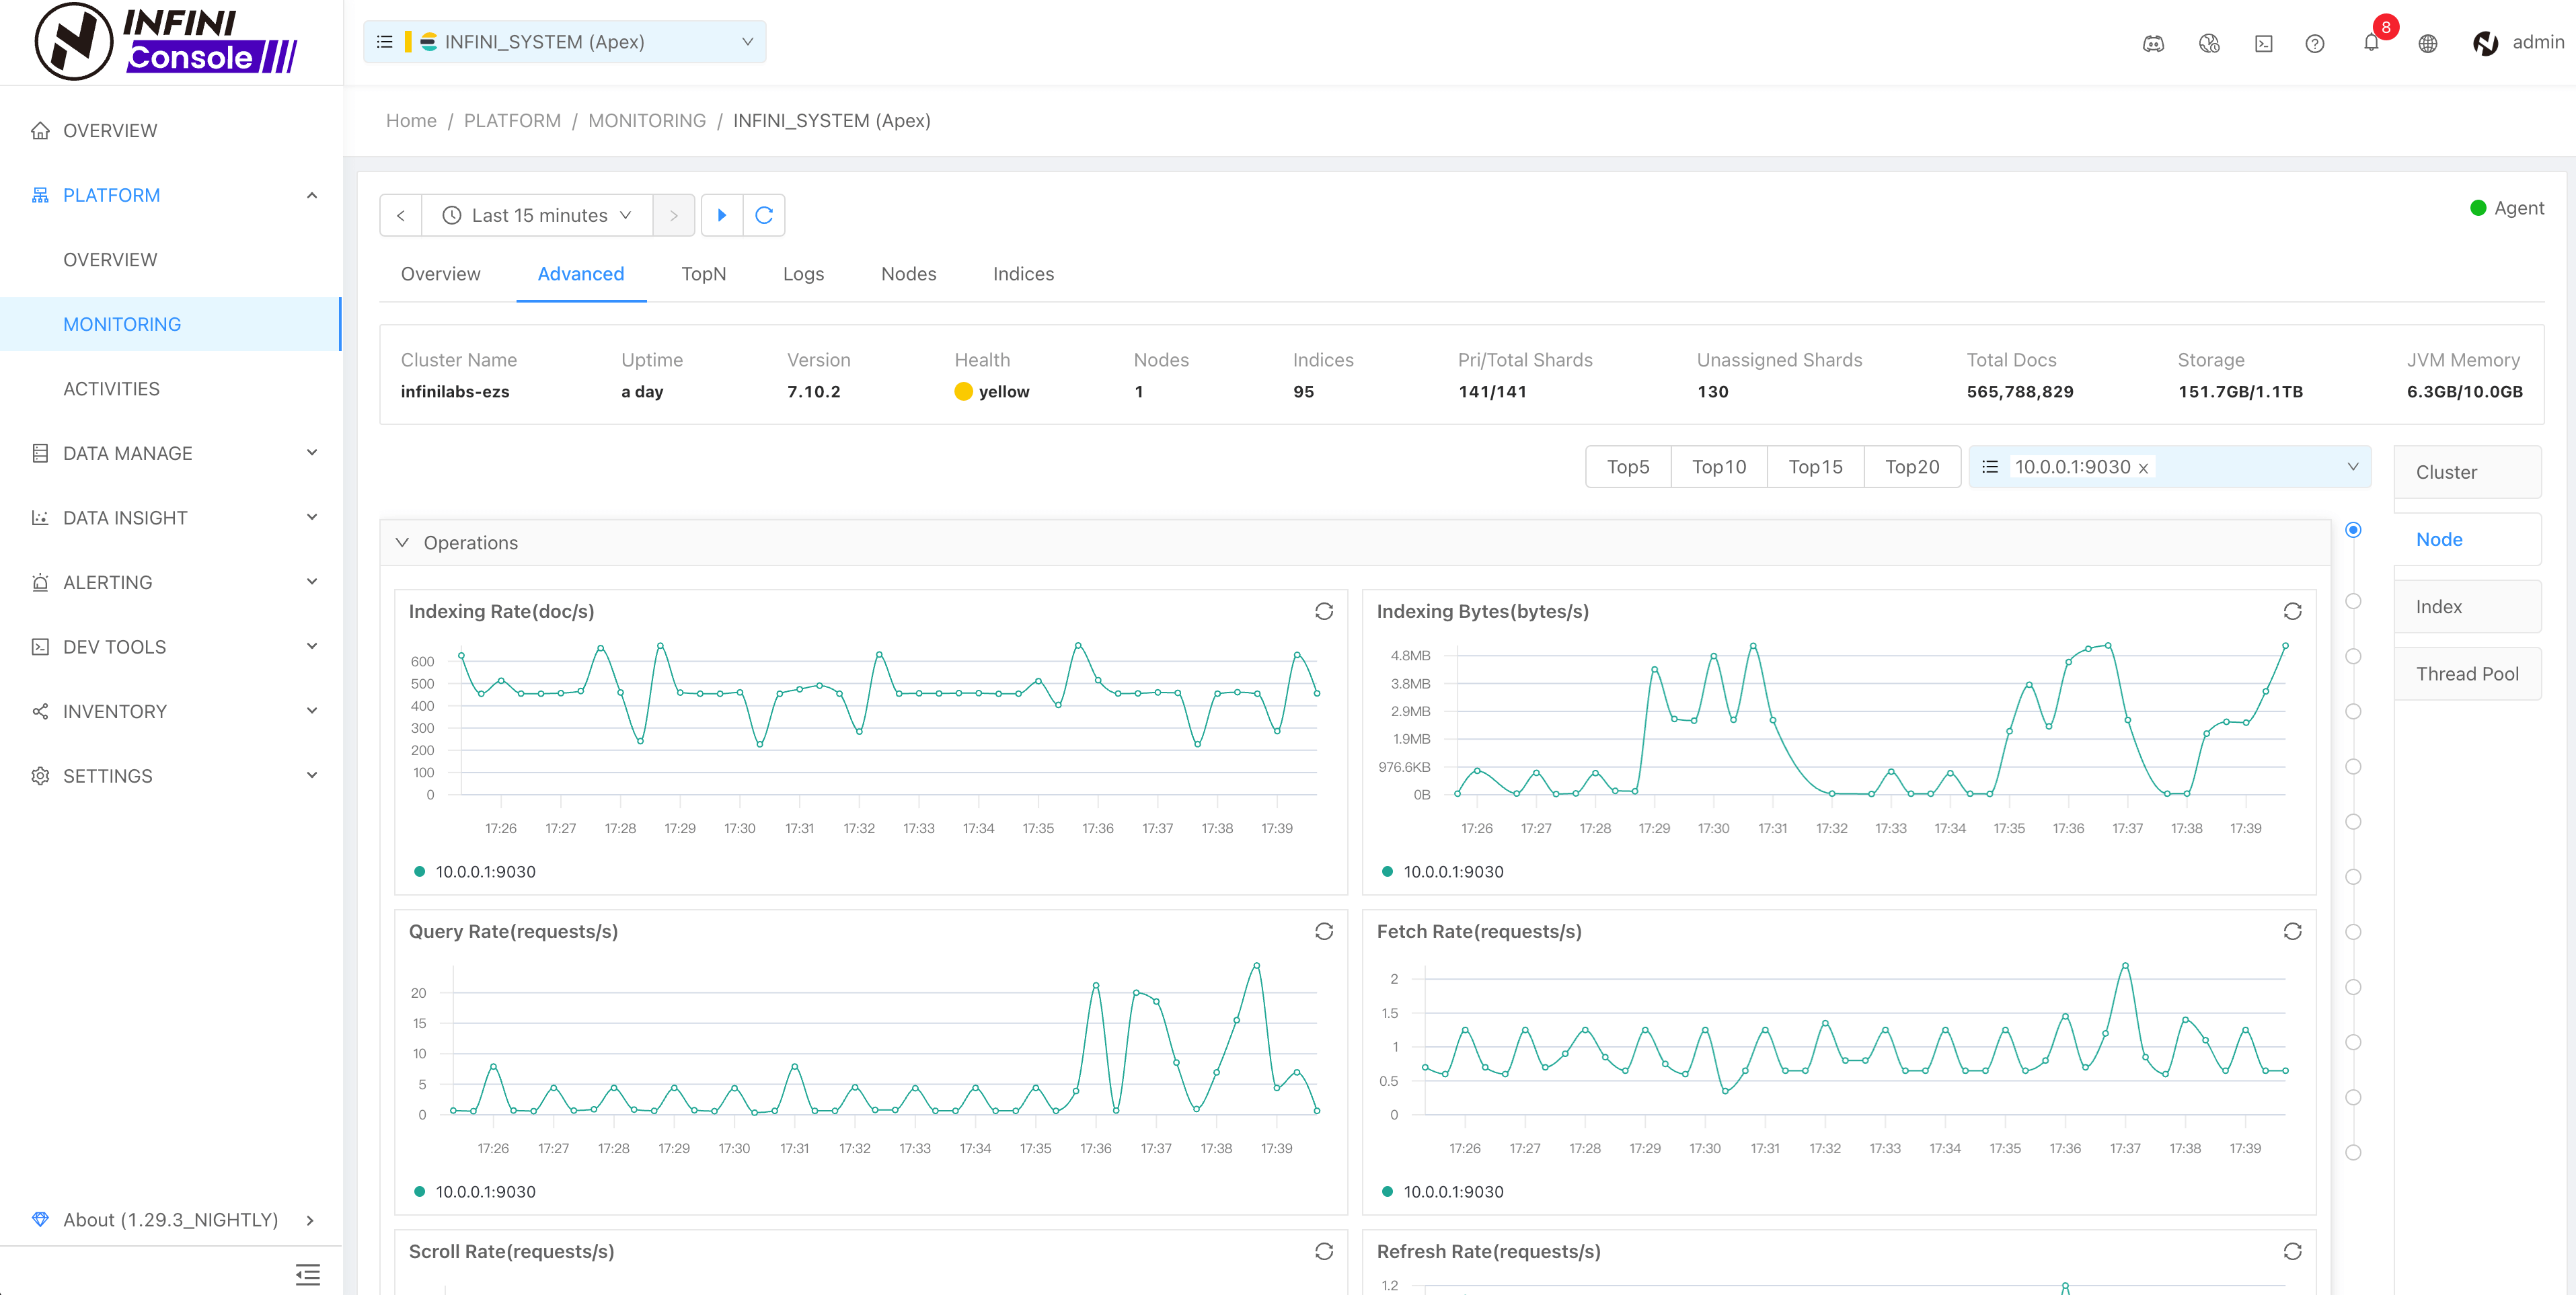 INFINI
Console
INFINI_SYSTEM (Apex)
8
admin
OVERVIEW
PLATFORM
OVERVIEW
MONITORING
ACTIVITIES
DATA MANAGE
DATA INSIGHT
ALERTING
DEV TOOLS
INVENTORY
SETTINGS
About (1.29.3_NIGHTLY)
Home / PLATFORM / MONITORING / INFINI_SYSTEM (Apex)
Last 15 minutes
Agent
Overview Advanced TopN Logs Nodes Indices
Cluster Name Uptime Version Health Nodes Indices Pri/Total Shards Unassigned Shards Total Docs Storage JVM Memory
infinilabs-ezs a day 7.10.2 yellow 1 95 141/141 130 565,788,829 151.7GB/1.1TB 6.3GB/10.0GB
Top5 Top10 Top15 Top20 10.0.0.1:9030 x
Cluster
Node
Index
Thread Pool
Operations
Indexing Rate(doc/s)
600
500
400
300
200
100
0
17:26 17:27 17:28 17:29 17:30 17:31 17:32 17:33 17:34 17:35 17:36 17:37 17:38 17:39
10.0.0.1:9030
Indexing Bytes(bytes/s)
4.8MB
3.8MB
2.9MB
1.9MB
976.6KB
0B
17:26 17:27 17:28 17:29 17:30 17:31 17:32 17:33 17:34 17:35 17:36 17:37 17:38 17:39
10.0.0.1:9030
Query Rate(requests/s)
20
15
10
5
0
17:26 17:27 17:28 17:29 17:30 17:31 17:32 17:33 17:34 17:35 17:36 17:37 17:38 17:39
10.0.0.1:9030
Fetch Rate(requests/s)
2
1.5
1
0.5
0
17:26 17:27 17:28 17:29 17:30 17:31 17:32 17:33 17:34 17:35 17:36 17:37 17:38 17:39
10.0.0.1:9030
Scroll Rate(requests/s)
Refresh Rate(requests/s)
1.2